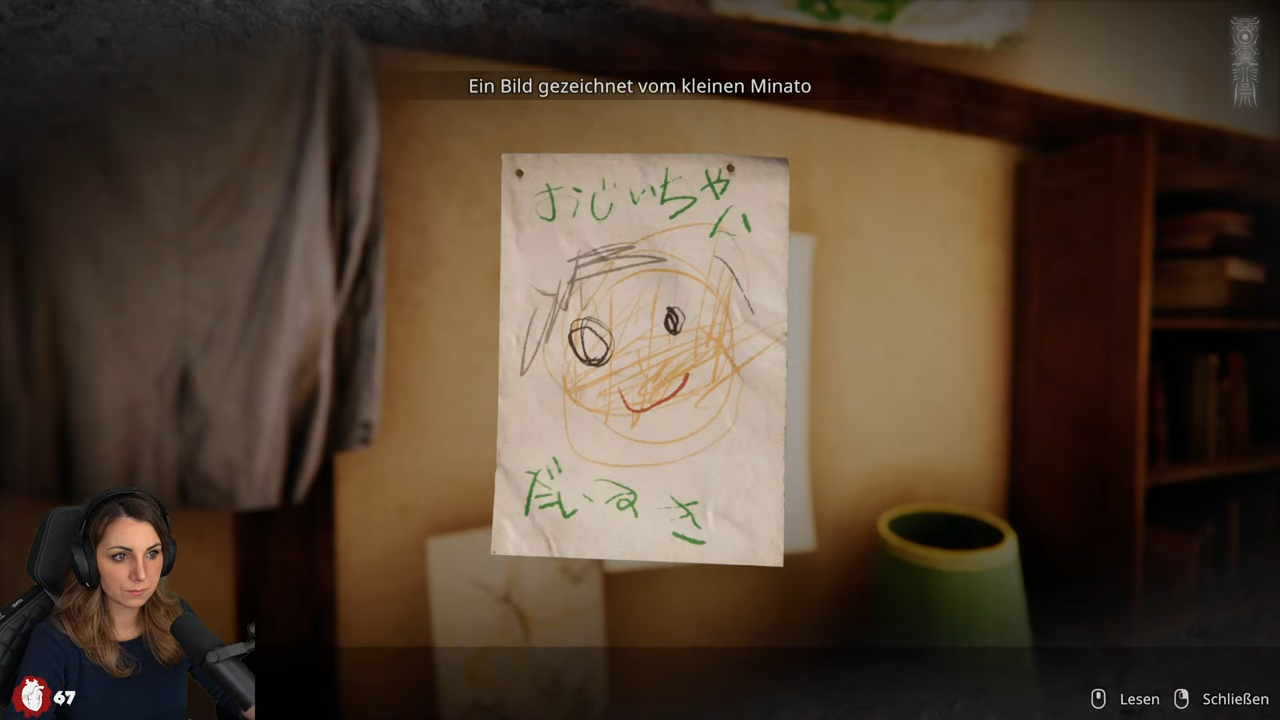 Ein Bild gezeichnet vom kleinen Minato
おじいちゃ
ん
だいすき
67
Lesen
Schließen